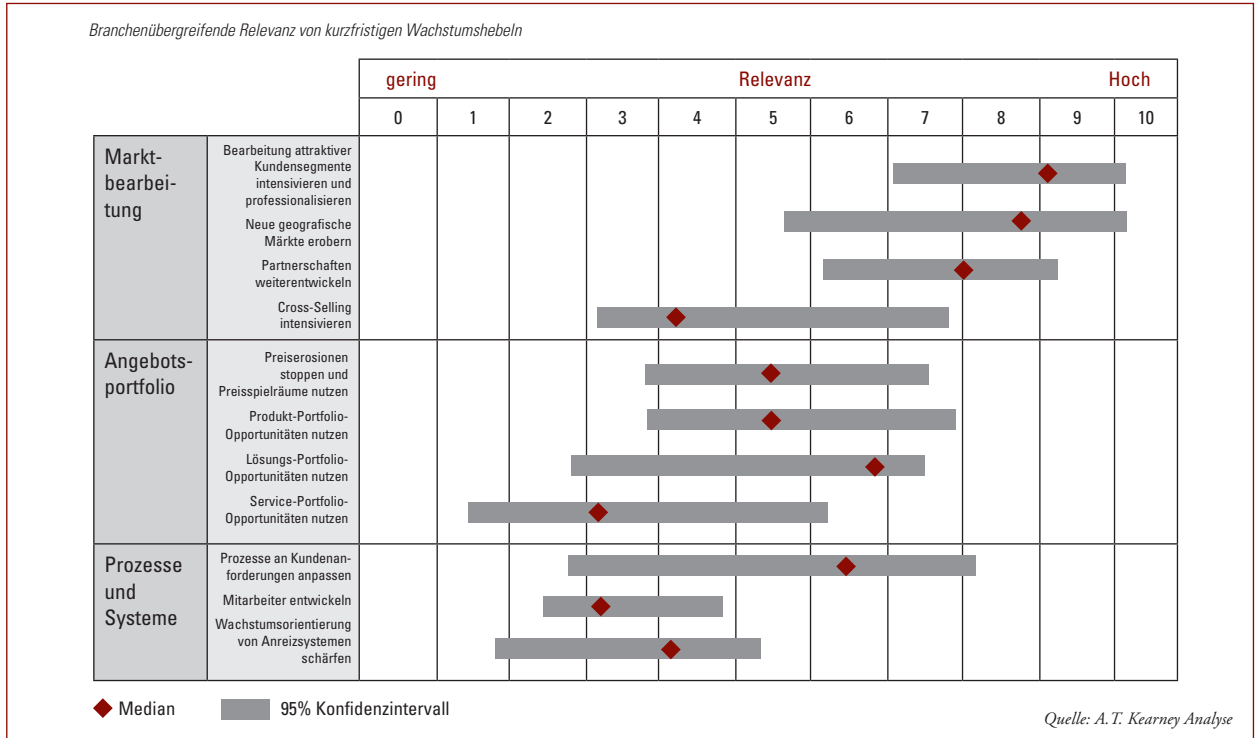 Branchenübergreifende Relevanz von kurzfristigen Wachstumshebeln
gering Relevanz Hoch
0 1 2 3 4 5 6 7 8 9 10
Markt-
bearbei-
tung
Bearbeitung attraktiver
Kundensegmente
intensivieren und
professionalisieren
Neue geografische
Märkte erobern
Partnerschaften
weiterentwickeln
Cross-Selling
intensivieren
Angebots-
portfolio
Preiserosionen
stoppen und
Preisspielräume nutzen
Produkt-Portfolio-
Opportunitäten nutzen
Lösungs-Portfolio-
Opportunitäten nutzen
Service-Portfolio-
Opportunitäten nutzen
Prozesse
und
Systeme
Prozesse an Kundenan-
forderungen anpassen
Mitarbeiter entwickeln
Wachstumsorientierung
von Anreizsystemen
schärfen
Median 95% Konfidenzintervall
Quelle: A.T. Kearney Analyse